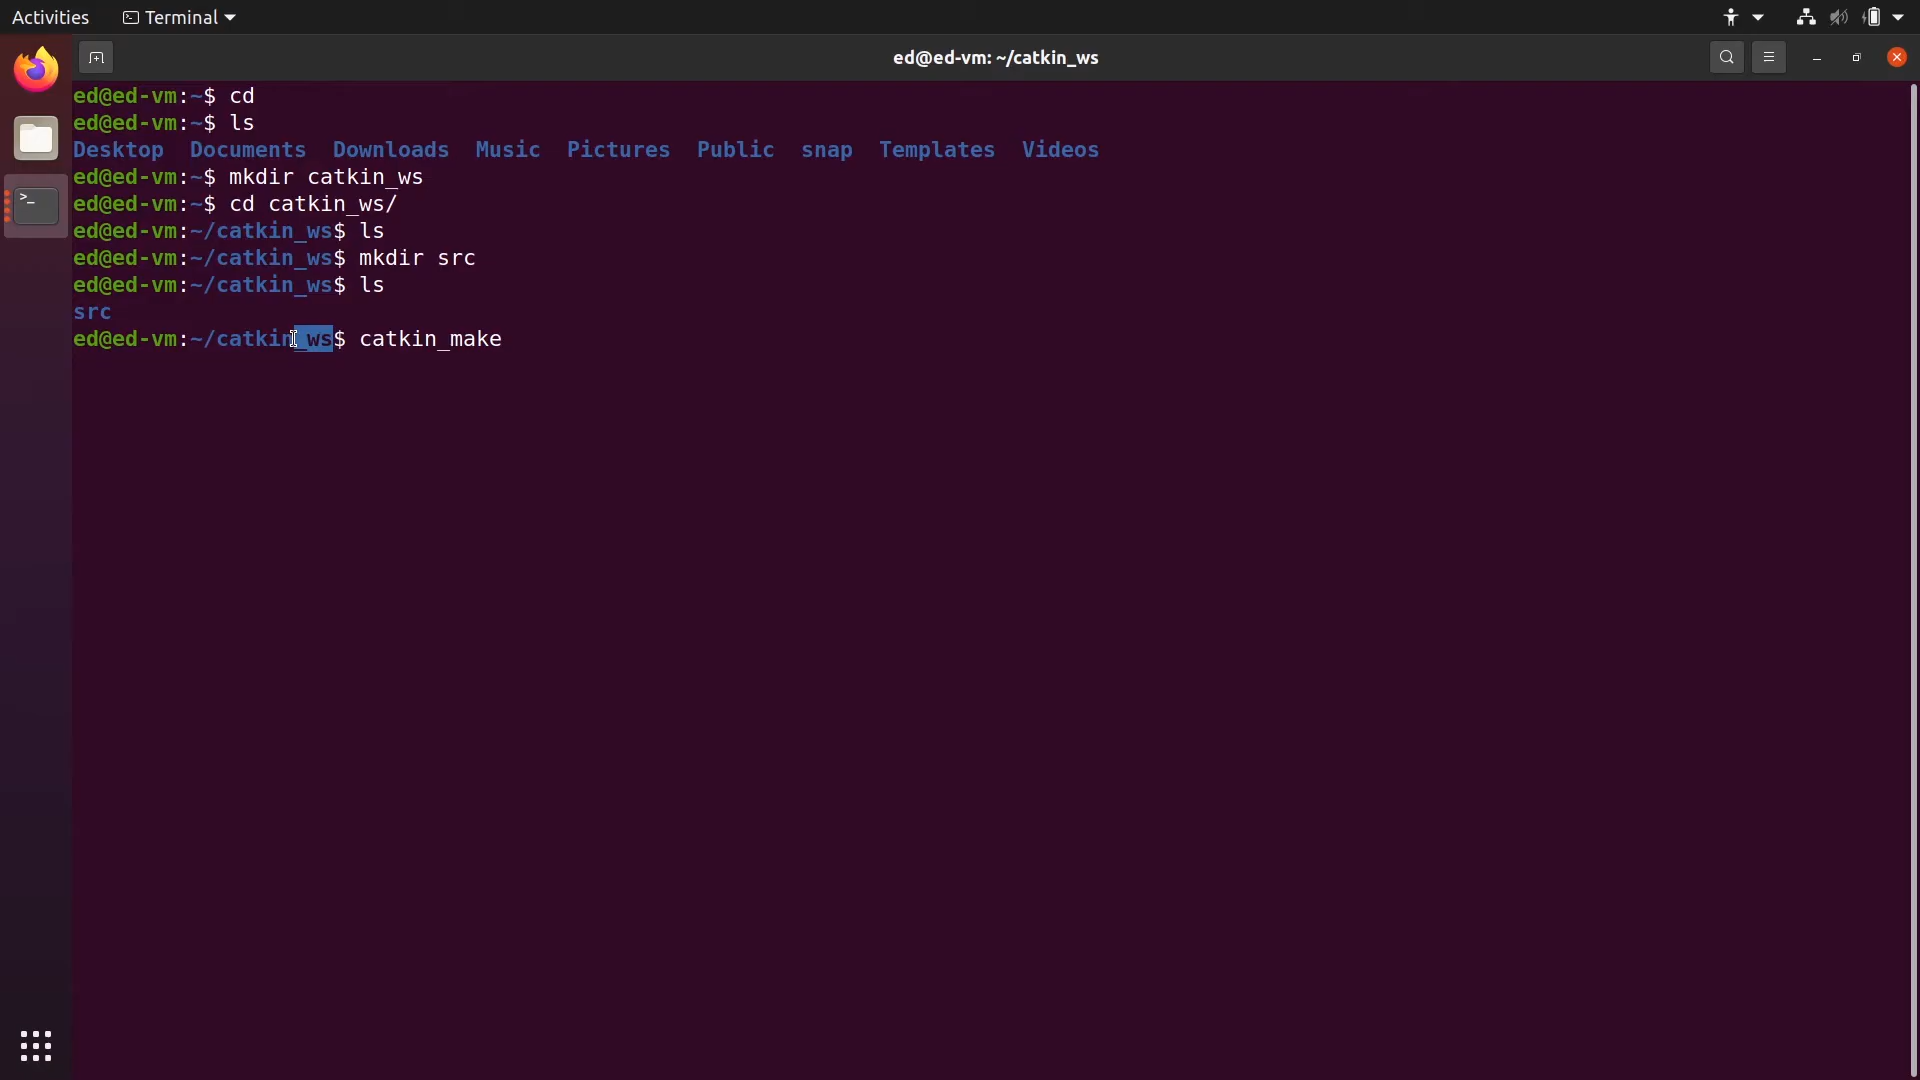 Activities Terminal
ed@ed-vm: ~/catkin_ws
ed@ed-vm:~$ cd
ed@ed-vm:~$ ls
Desktop Documents Downloads Music Pictures Public snap Templates Videos
ed@ed-vm:~$ mkdir catkin_ws
ed@ed-vm:~$ cd catkin_ws/
ed@ed-vm:~/catkin_ws$ ls
ed@ed-vm:~/catkin_ws$ mkdir src
ed@ed-vm:~/catkin_ws$ ls
src
ed@ed-vm:~/catkin_ws$ catkin_make